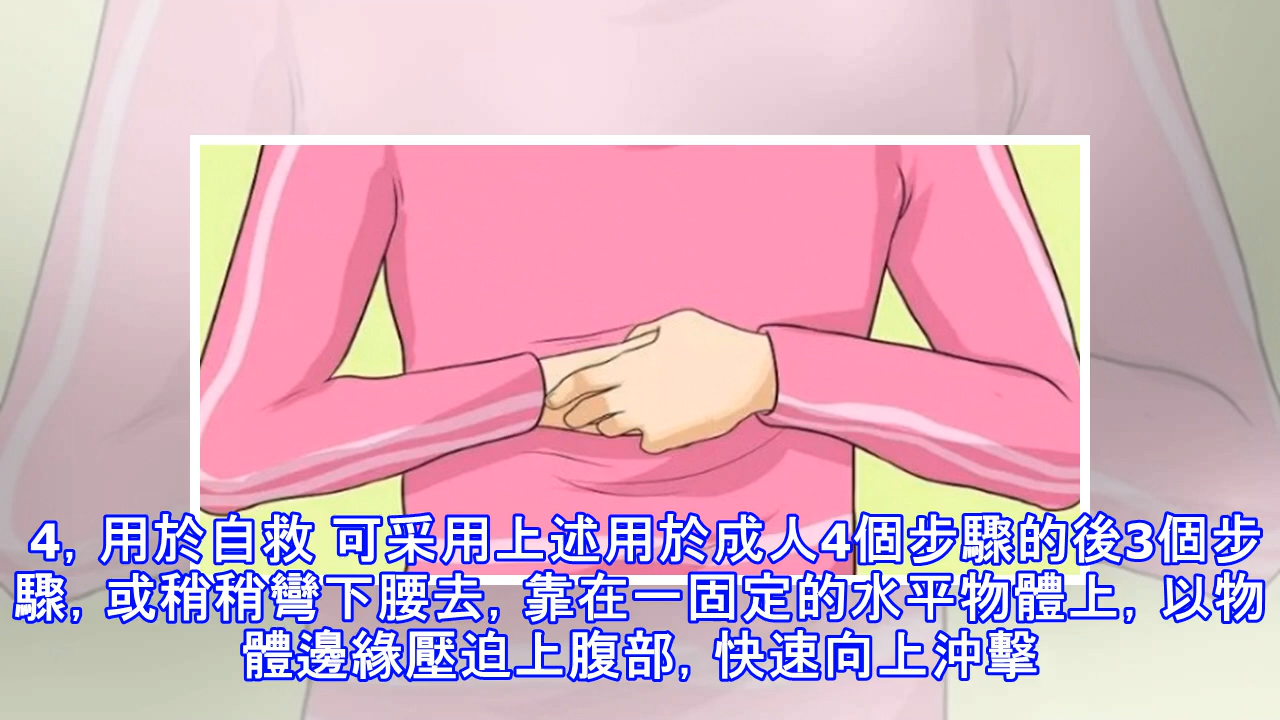 4, 用於自救 可采用上述用於成人4個步驟的後3個步
驟, 或稍稍彎下腰去, 靠在一固定的水平物體上, 以物
體邊緣壓迫上腹部, 快速向上沖擊